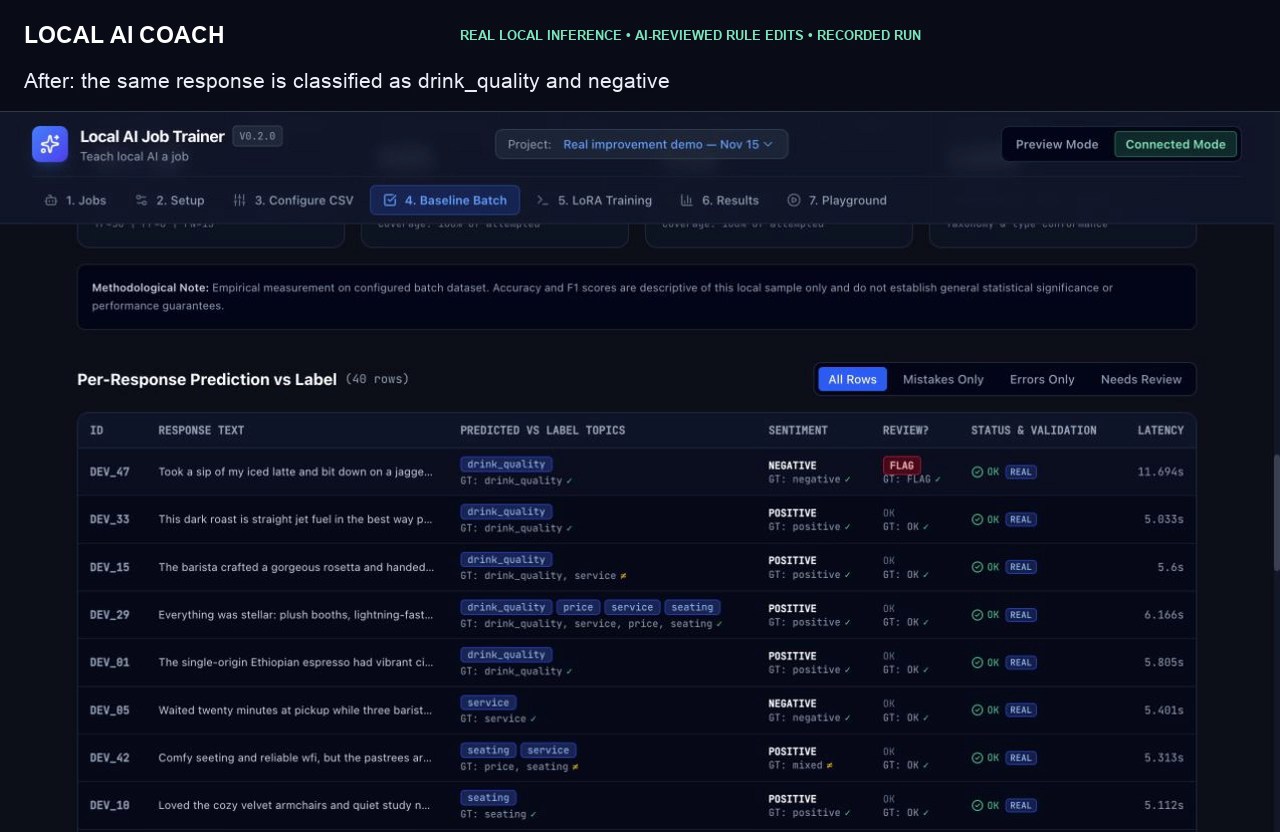 LOCAL AI COACH
REAL LOCAL INFERENCE • AI-REVIEWED RULE EDITS • RECORDED RUN
After: the same response is classified as drink_quality and negative
Local AI Job Trainer V0.2.0
Teach local AI a job
Project: Real improvement demo — Nov 15
Preview Mode Connected Mode
1. Jobs 2. Setup 3. Configure CSV 4. Baseline Batch 5. LoRA Training 6. Results 7. Playground
Coverage: 100% of attempted Coverage: 100% of attempted Taxonomy & type conformance
Methodological Note: Empirical measurement on configured batch dataset. Accuracy and F1 scores are descriptive of this local sample only and do not establish general statistical significance or
performance guarantees.
Per-Response Prediction vs Label (40 rows)
All Rows Mistakes Only Errors Only Needs Review
ID RESPONSE TEXT PREDICTED VS LABEL TOPICS SENTIMENT REVIEW? STATUS & VALIDATION LATENCY
DEV_47 Took a sip of my iced latte and bit down on a jagge... drink_quality NEGATIVE FLAG OK REAL 11.694s
GT: drink_quality ✓ GT: negative ✓ GT: FLAG ✓
DEV_33 This dark roast is straight jet fuel in the best way p... drink_quality POSITIVE OK OK REAL 5.033s
GT: drink_quality ✓ GT: positive ✓ GT: OK ✓
DEV_15 The barista crafted a gorgeous rosetta and handed... drink_quality POSITIVE OK OK REAL 5.6s
GT: drink_quality, service ≠ GT: positive ✓ GT: OK ✓
DEV_29 Everything was stellar: plush booths, lightning-fast... drink_quality price service seating POSITIVE OK OK REAL 6.166s
GT: drink_quality, service, price, seating ✓ GT: positive ✓ GT: OK ✓
DEV_01 The single-origin Ethiopian espresso had vibrant ci... drink_quality POSITIVE OK OK REAL 5.805s
GT: drink_quality ✓ GT: positive ✓ GT: OK ✓
DEV_05 Waited twenty minutes at pickup while three barist... service NEGATIVE OK OK REAL 5.401s
GT: service ✓ GT: negative ✓ GT: OK ✓
DEV_42 Comfy seeting and reliable wfi, but the pastrees ar... seating service POSITIVE OK OK REAL 5.313s
GT: price, seating ≠ GT: mixed ≠ GT: OK ✓
DEV_10 Loved the cozy velvet armchairs and quiet study n... seating POSITIVE OK OK REAL 5.112s
GT: seating ✓ GT: positive ✓ GT: OK ✓